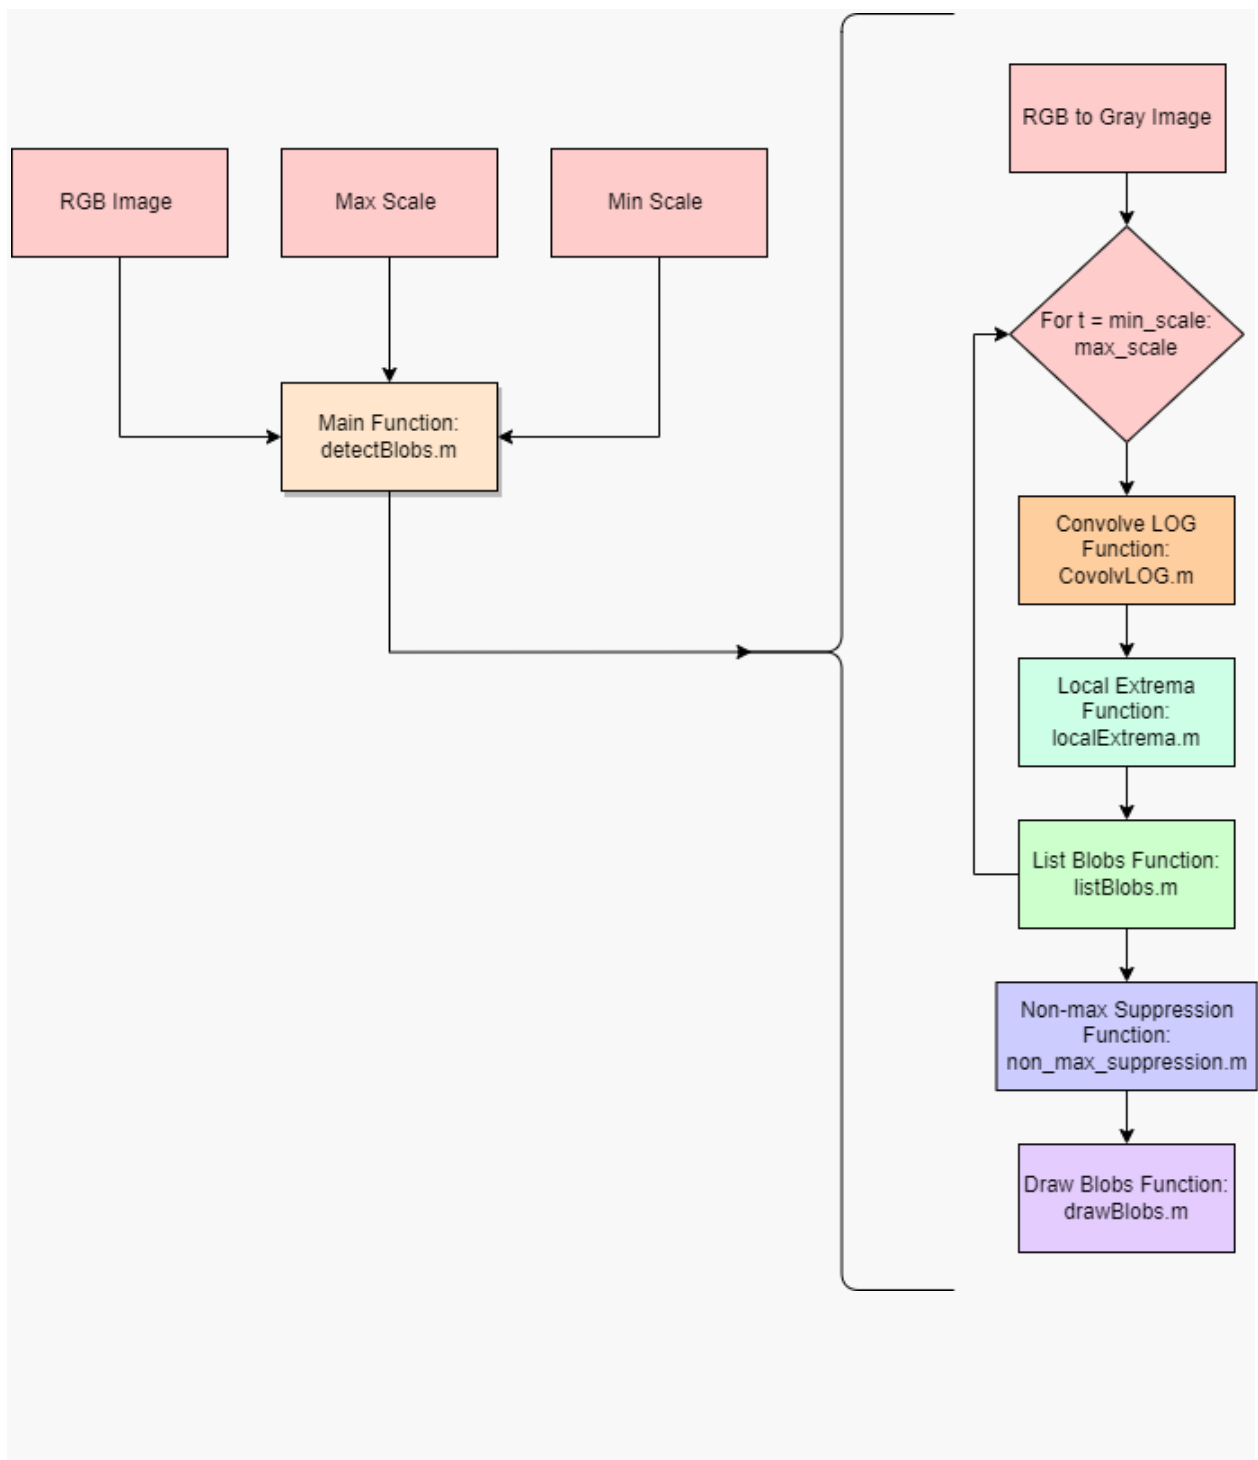 RGB Image
Max Scale
Min Scale
Main Function:
detectBlobs.m
RGB to Gray Image
For t = min_scale:
max_scale
Convolve LOG
Function:
CovolvLOG.m
Local Extrema
Function:
localExtrema.m
List Blobs Function:
listBlobs.m
Non-max Suppression
Function:
non_max_suppression.m
Draw Blobs Function:
drawBlobs.m